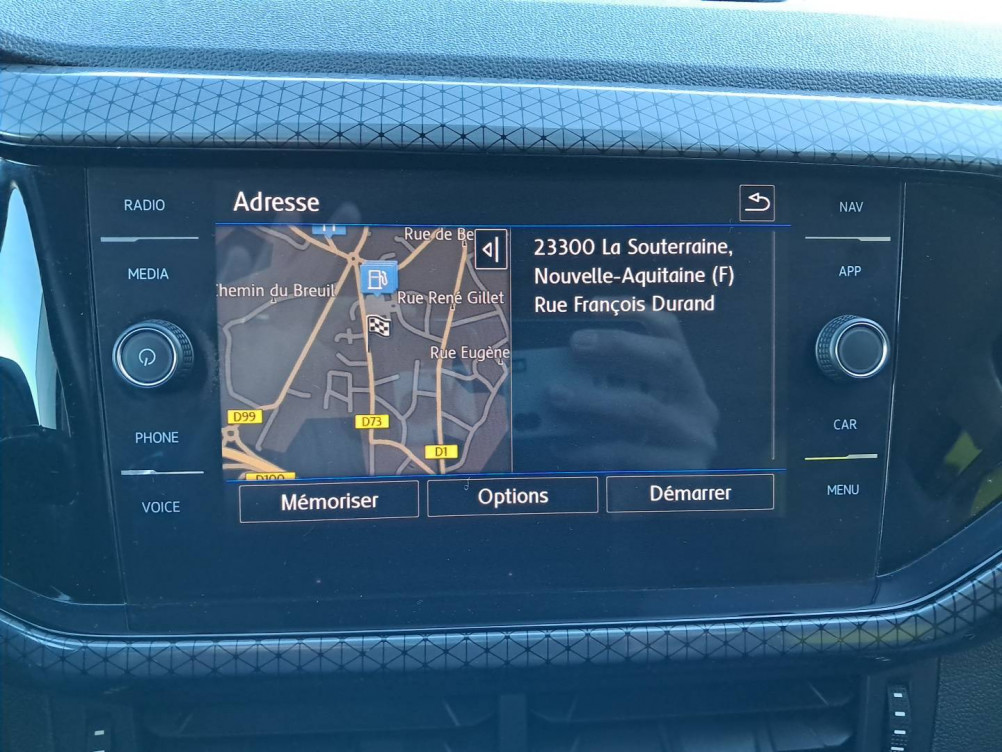 RADIO
MEDIA
PHONE
VOICE
Adresse
Rue de Be
hemin du Breuil
Rue René Gillet
Rue Eugène
D99
D73
D1
D100
23300 La Souterraine,
Nouvelle-Aquitaine (F)
Rue François Durand
Mémoriser
Options
Démarrer
NAV
APP
CAR
MENU